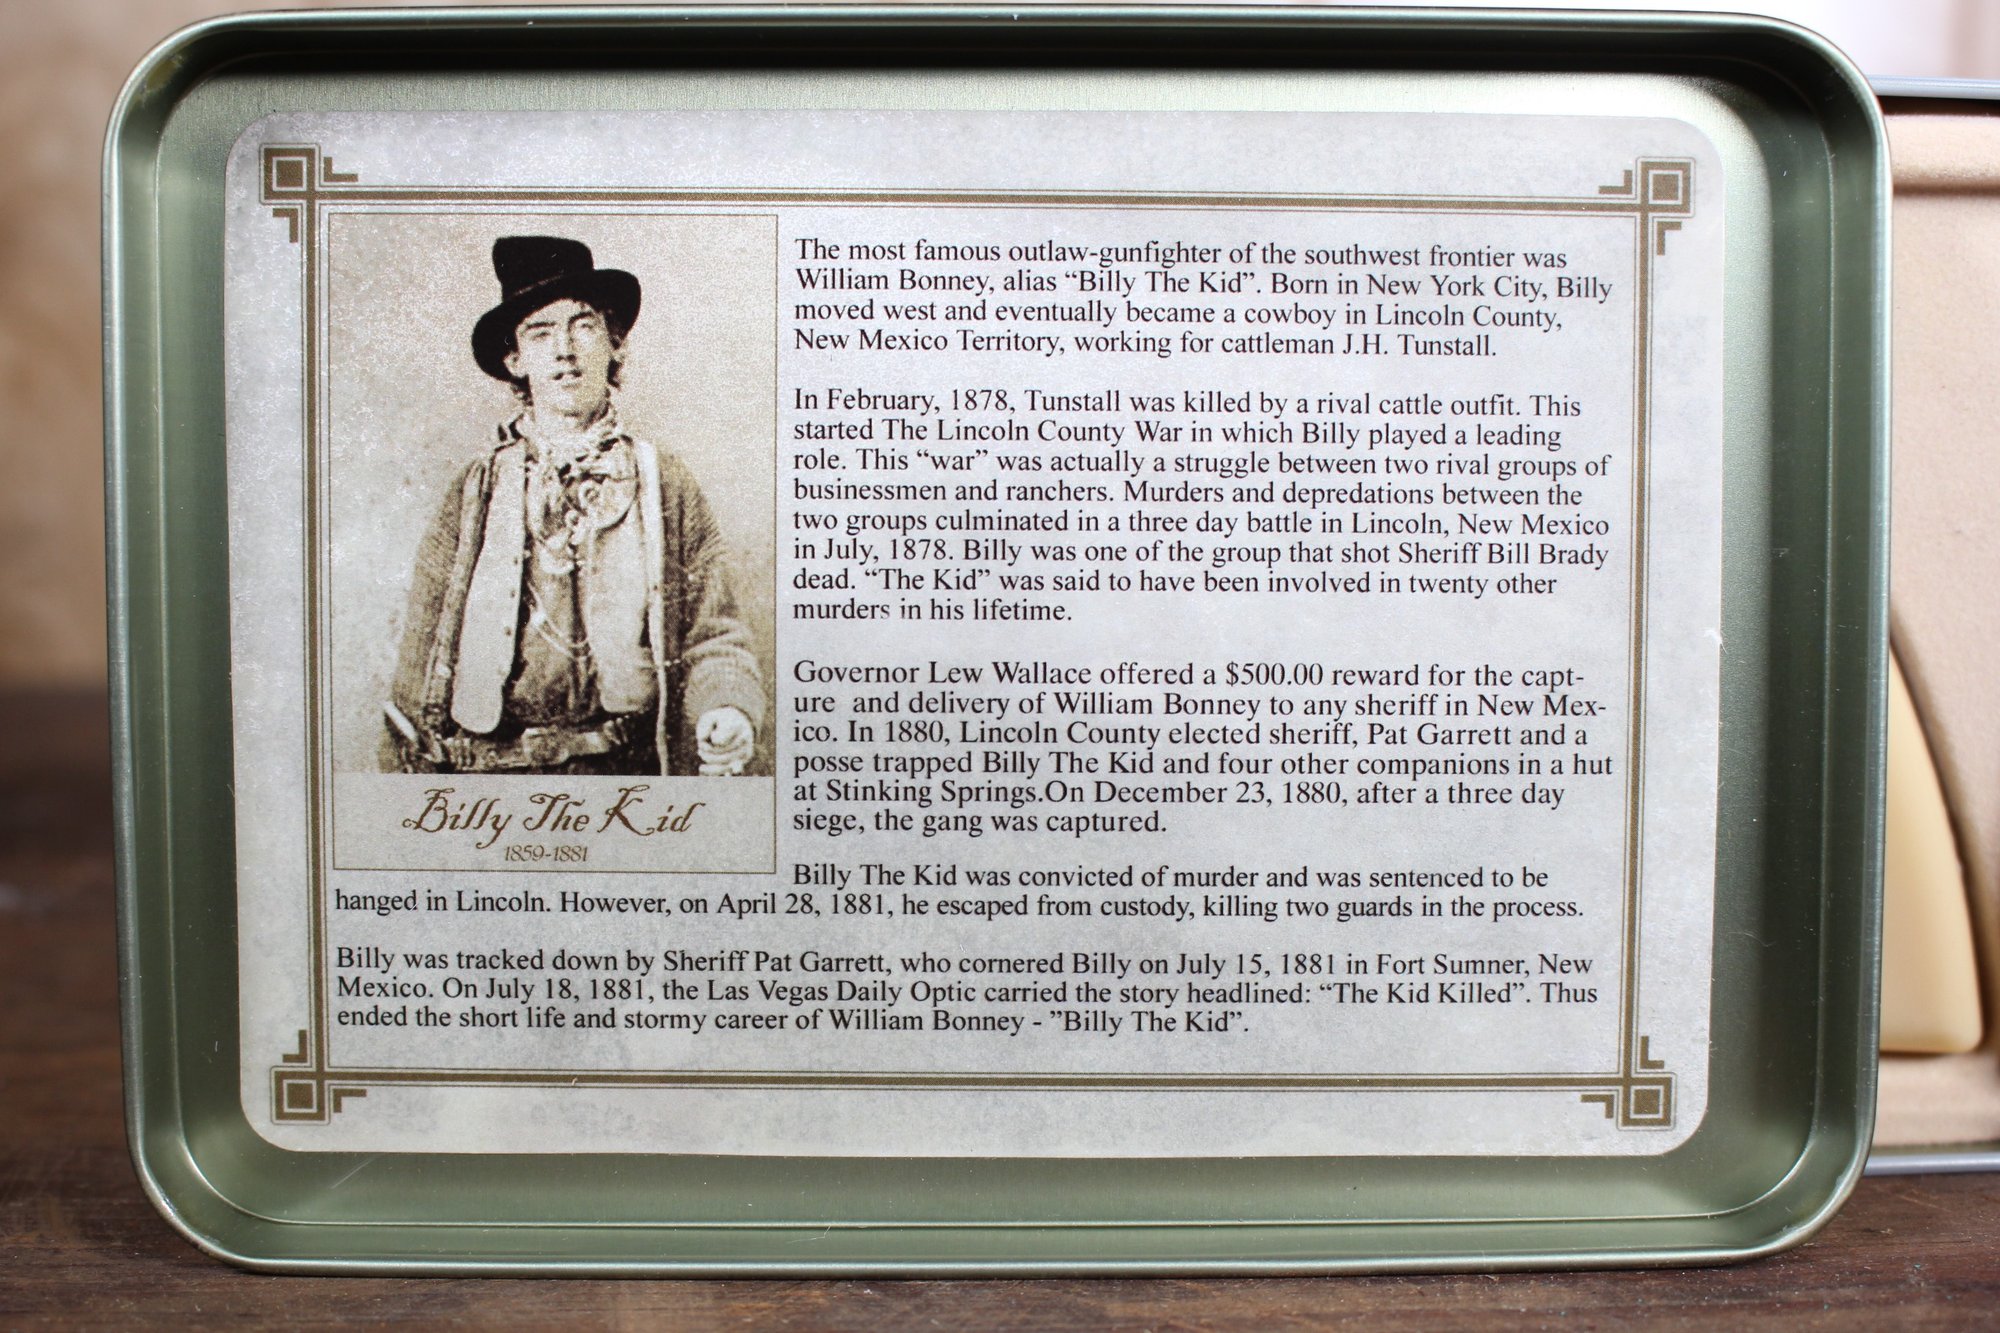 The most famous outlaw-gunfighter of the southwest frontier was
William Bonney, alias “Billy The Kid”. Born in New York City, Billy
moved west and eventually became a cowboy in Lincoln County,
New Mexico Territory, working for cattleman J.H. Tunstall.
In February, 1878, Tunstall was killed by a rival cattle outfit. This
started The Lincoln County War in which Billy played a leading
role. This “war” was actually a struggle between two rival groups of
businessmen and ranchers. Murders and depredations between the
two groups culminated in a three day battle in Lincoln, New Mexico
in July, 1878. Billy was one of the group that shot Sheriff Bill Brady
dead. “The Kid” was said to have been involved in twenty other
murders in his lifetime.
Governor Lew Wallace offered a $500.00 reward for the capt-
ure and delivery of William Bonney to any sheriff in New Mex-
ico. In 1880, Lincoln County elected sheriff, Pat Garrett and a
posse trapped Billy The Kid and four other companions in a hut
at Stinking Springs.On December 23, 1880, after a three day
siege, the gang was captured.
Billy The Kid
1859-1881
Billy The Kid was convicted of murder and was sentenced to be
hanged in Lincoln. However, on April 28, 1881, he escaped from custody, killing two guards in the process.
Billy was tracked down by Sheriff Pat Garrett, who cornered Billy on July 15, 1881 in Fort Sumner, New
Mexico. On July 18, 1881, the Las Vegas Daily Optic carried the story headlined: “The Kid Killed”. Thus
ended the short life and stormy career of William Bonney - ”Billy The Kid”.